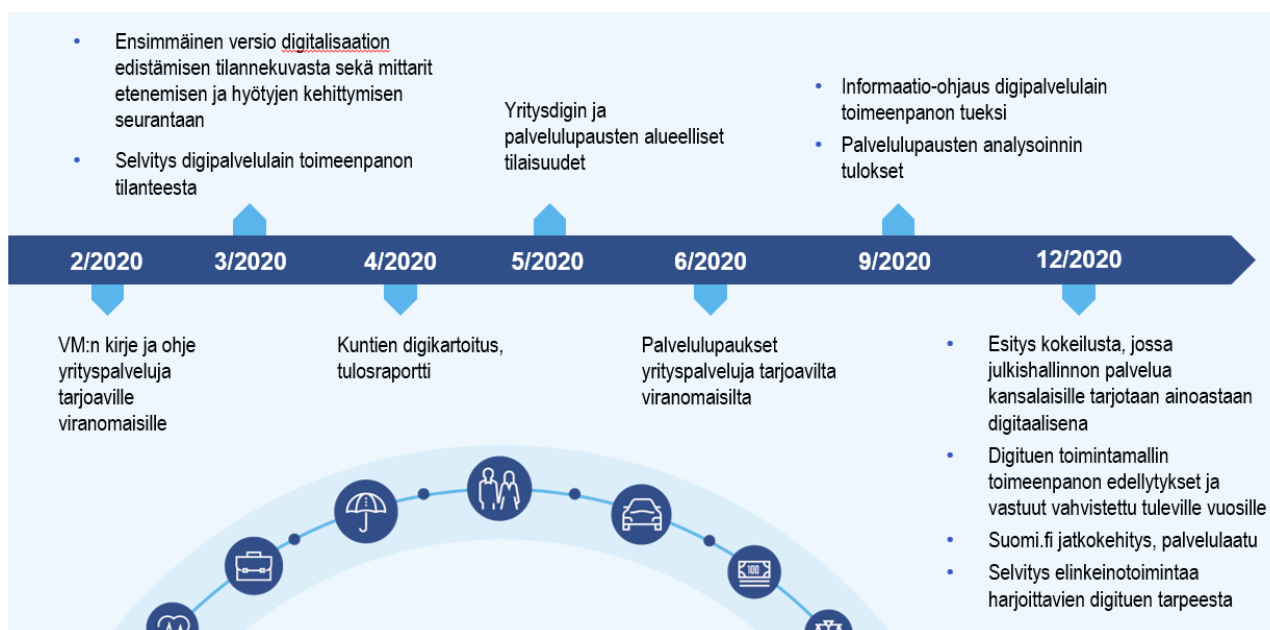 • Ensimmäinen versio digitalisaation
edistämisen tilannekuvasta sekä mittarit
etenemisen ja hyötyjen kehittymisen
seurantaan
• Selvitys digipalvelulain toimeenpanon
tilanteesta
Yritysdigin ja
palvelulupausten alueelliset
tilaisuudet
• Informaatio-ohjaus digipalvelulain
toimeenpanon tueksi
• Palvelulupausten analysoinnin
tulokset
2/2020 3/2020 4/2020 5/2020 6/2020 9/2020 12/2020
VM:n kirje ja ohje
yrityspalveluja
tarjoaville
viranomaisille
Kuntien digikartoitus,
tulosraportti
Palvelulupaukset
yrityspalveluja tarjoavilta
viranomaisilta
• Esitys kokeilusta, jossa
julkishallinnon palvelua
kansalaisille tarjotaan ainoastaan
digitaalisena
• Digituen toimintamallin
toimeenpanon edellytykset ja
vastuut vahvistettu tuleville vuosille
• Suomi.fi jatkokehitys, palvelulaatu
• Selvitys elinkeinotoimintaa
harjoittavien digituen tarpeesta
100